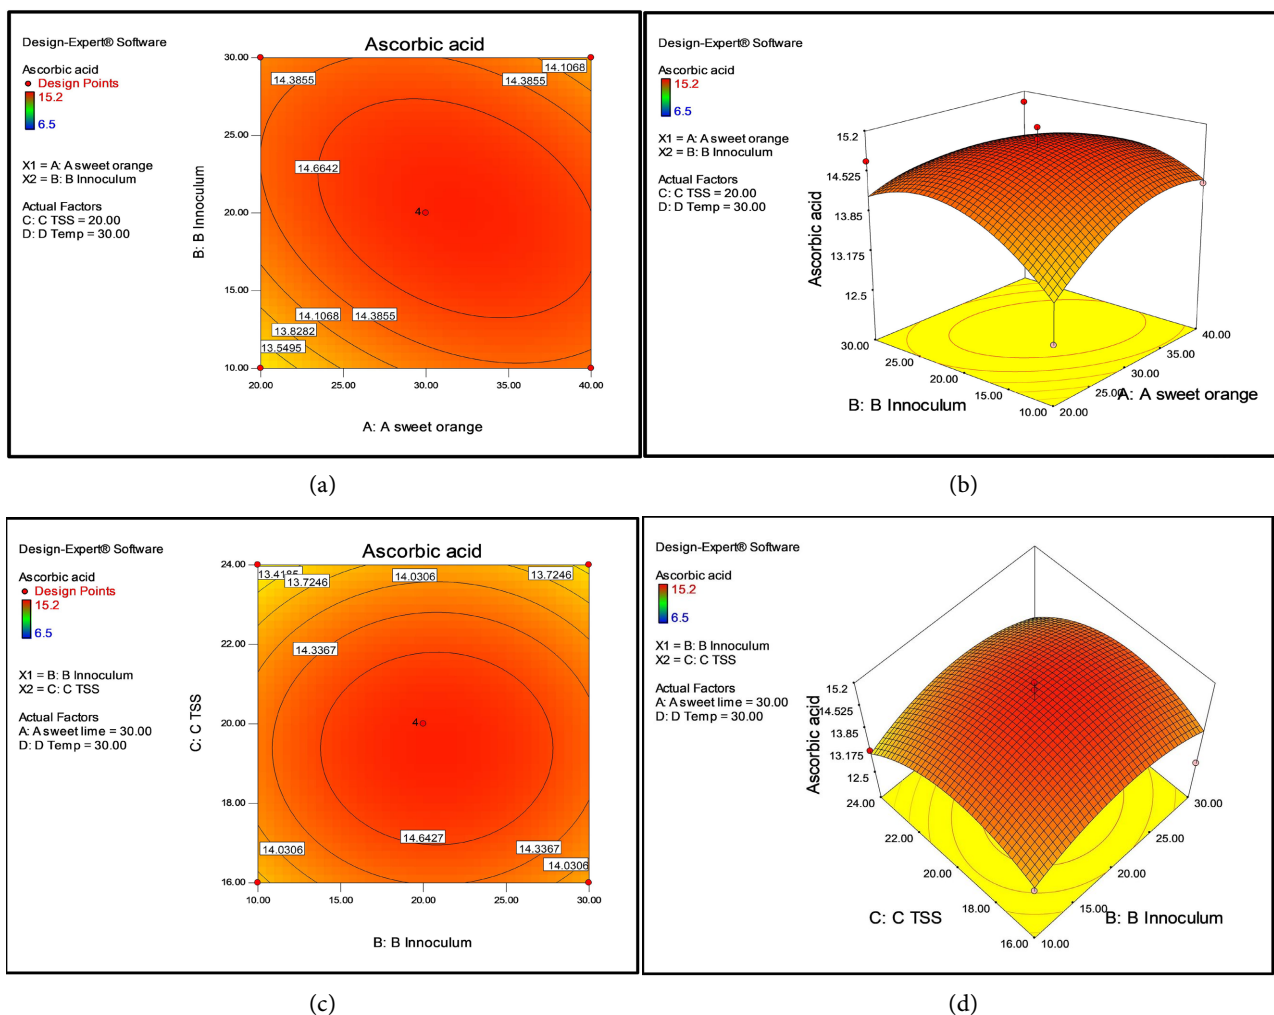 Design-Expert® Software
Ascorbic acid
Design Points
15.2
6.5
X1 = A: A sweet orange
X2 = B: B Innoculum
Actual Factors
C: C TSS = 20.00
D: D Temp = 30.00
Ascorbic acid
30.00
25.00
20.00
15.00
10.00
B: B Innoculum
14.3855
14.3855
14.1068
14.6642
4
14.1068
14.3855
13.8282
13.5495
20.00
25.00
30.00
35.00
40.00
A: A sweet orange
(a)
Design-Expert® Software
Ascorbic acid
15.2
6.5
X1 = A: A sweet orange
X2 = B: B Innoculum
Actual Factors
C: C TSS = 20.00
D: D Temp = 30.00
15.2
14.525
13.85
13.175
12.5
Ascorbic acid
30.00
25.00
20.00
15.00
10.00
B: B Innoculum
40.00
35.00
30.00
25.00
20.00
A: A sweet orange
(b)
Design-Expert® Software
Ascorbic acid
Design Points
15.2
6.5
X1 = B: B Innoculum
X2 = C: C TSS
Actual Factors
A: A sweet lime = 30.00
D: D Temp = 30.00
Ascorbic acid
24.00
22.00
20.00
18.00
16.00
C: C TSS
13.4185
13.7246
14.0306
13.7246
14.3367
4
14.6427
14.0306
14.3367
14.0306
10.00
15.00
20.00
25.00
30.00
B: B Innoculum
(c)
Design-Expert® Software
Ascorbic acid
15.2
6.5
X1 = B: B Innoculum
X2 = C: C TSS
Actual Factors
A: A sweet lime = 30.00
D: D Temp = 30.00
15.2
14.525
13.85
13.175
12.5
Ascorbic acid
24.00
22.00
20.00
18.00
16.00
C: C TSS
30.00
25.00
20.00
15.00
10.00
B: B Innoculum
(d)